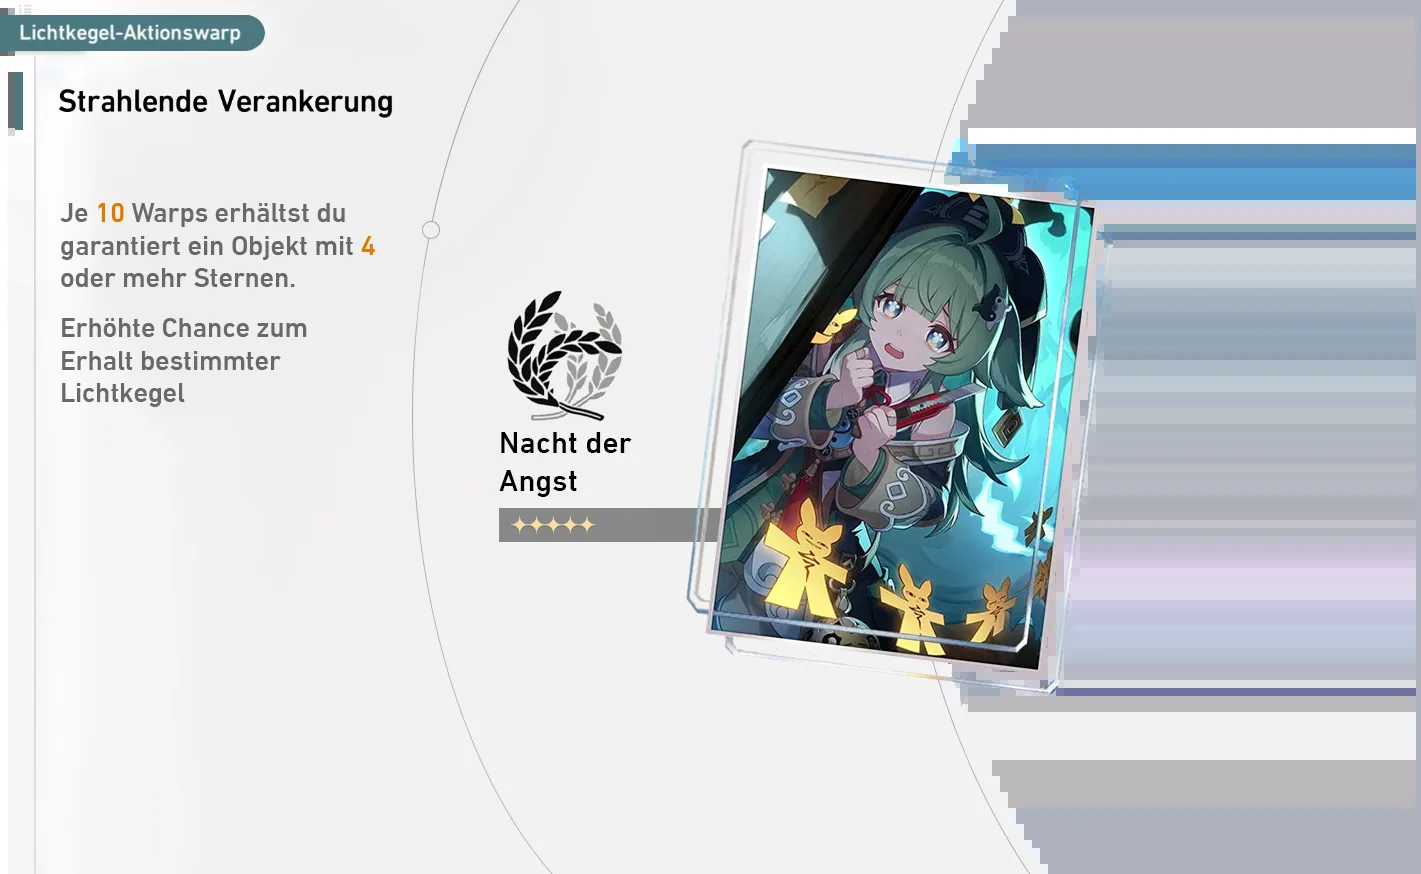 Lichtkegel-Aktionswarp
Strahlende Verankerung
Je 10 Warps erhältst du
garantiert ein Objekt mit 4
oder mehr Sternen.
Erhöhte Chance zum
Erhalt bestimmter
Lichtkegel
Nacht der
Angst